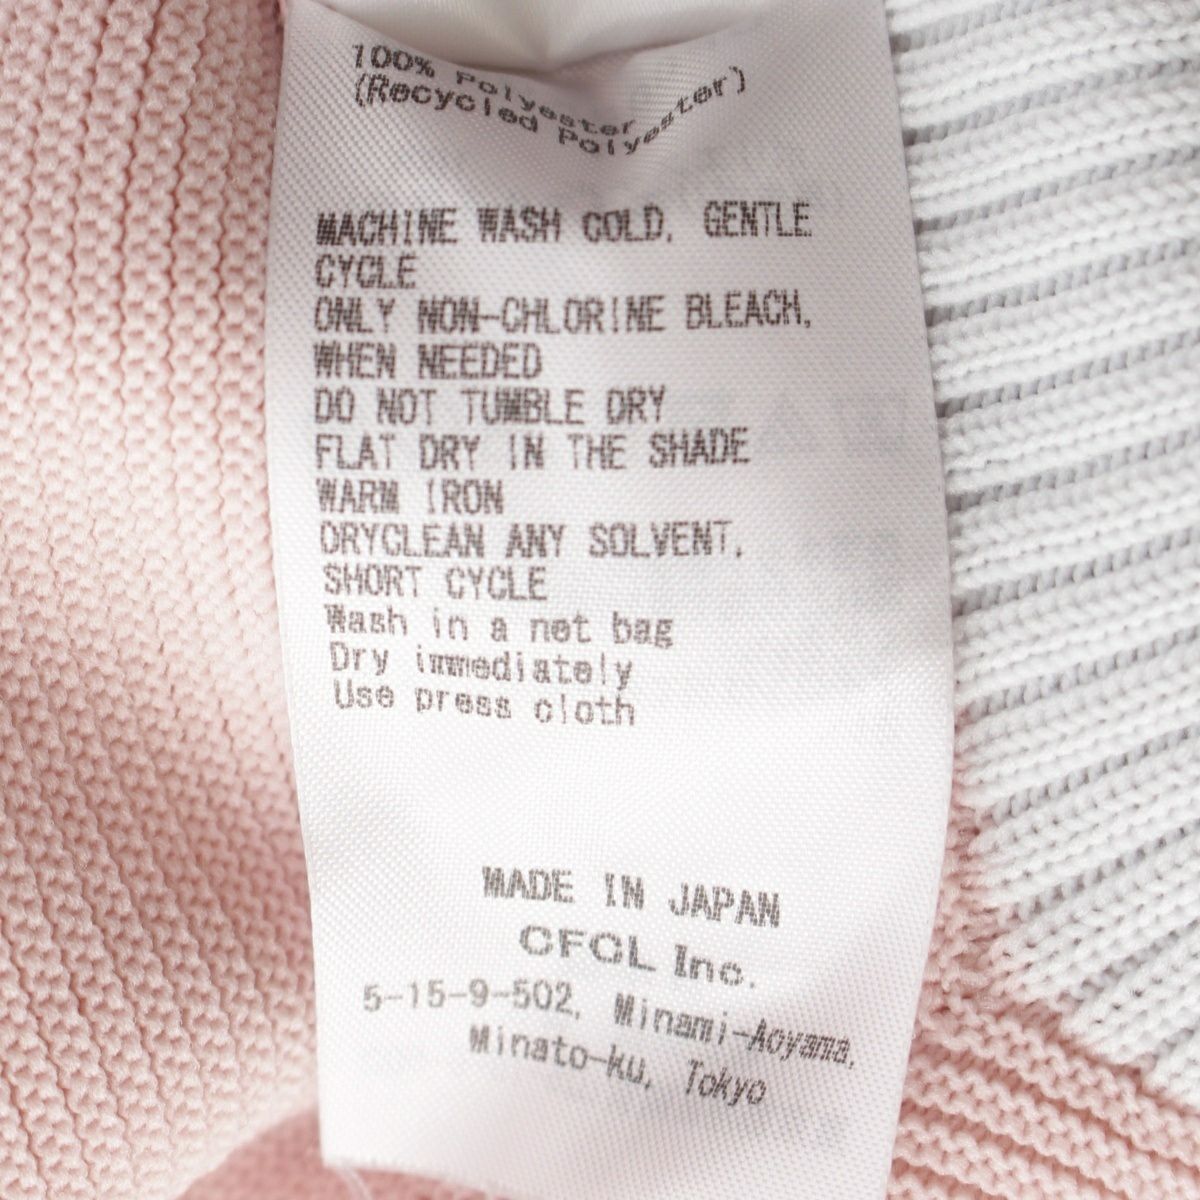 100% Polyester
(Recycled Polyester)
MACHINE WASH COLD, GENTLE
CYCLE
ONLY NON-CHLORINE BLEACH,
WHEN NEEDED
DO NOT TUMBLE DRY
FLAT DRY IN THE SHADE
WARM IRON
DRYCLEAN ANY SOLVENT,
SHORT CYCLE
Wash in a net bag
Dry immediately
Use press cloth
MADE IN JAPAN
CFCL Inc.
5-15-9-502, Minami-Aoyama,
Minato-ku, Tokyo